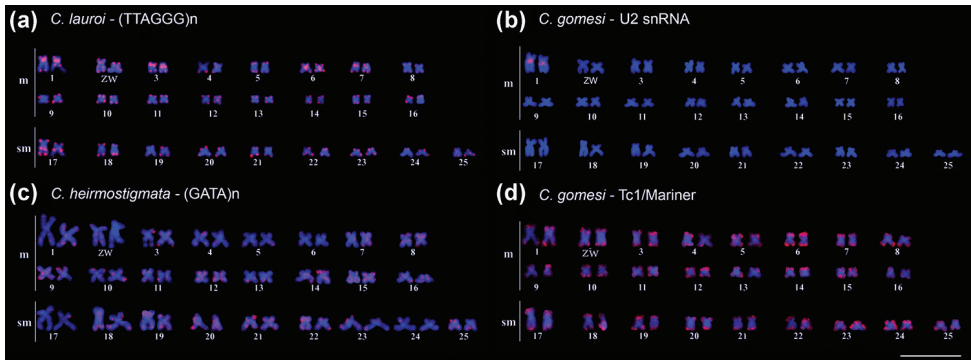 (a) C. lauroi - (TTAGGG)n
m
1 ZW 3 4 5 6 7 8
9 10 11 12 13 14 15 16
sm
17 18 19 20 21 22 23 24 25
(b) C. gomesi - U2 snRNA
m
1 ZW 3 4 5 6 7 8
9 10 11 12 13 14 15 16
sm
17 18 19 20 21 22 23 24 25
(c) C. heirmostigmata - (GATA)n
m
1 ZW 3 4 5 6 7 8
9 10 11 12 13 14 15 16
sm
17 18 19 20 21 22 23 24 25
(d) C. gomesi - Tc1/Mariner
m
1 ZW 3 4 5 6 7 8
9 10 11 12 13 14 15 16
sm
17 18 19 20 21 22 23 24 25